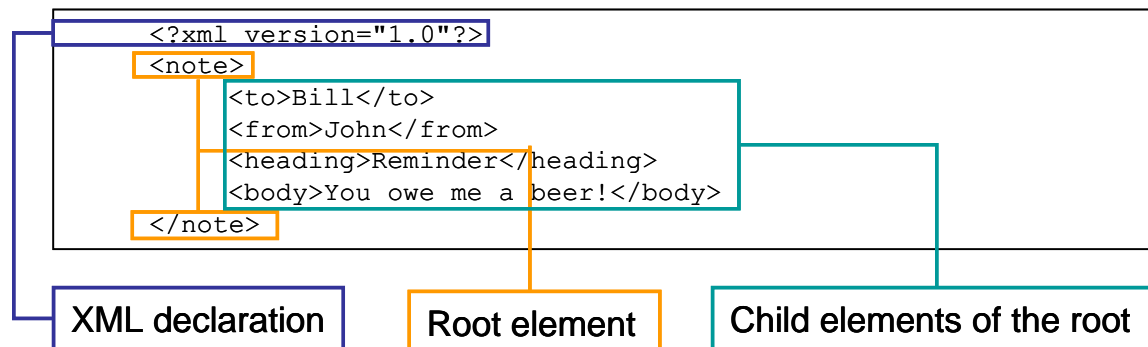 <?xml version="1.0"?>
<note>
<to>Bill</to>
<from>John</from>
<heading>Reminder</heading>
<body>You owe me a beer!</body>
</note>
XML declaration
Root element
Child elements of the root